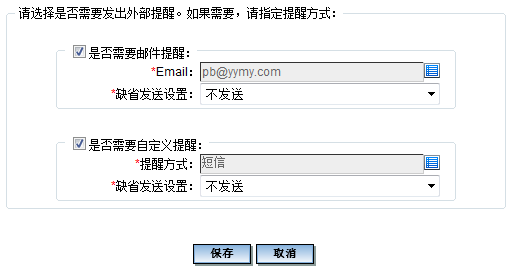 请选择是否需要发出外部提醒。如果需要，请指定提醒方式：
是否需要邮件提醒：
*Email： pb@yymy.com
*缺省发送设置： 不发送
是否需要自定义提醒：
*提醒方式： 短信
*缺省发送设置： 不发送
保存 取消